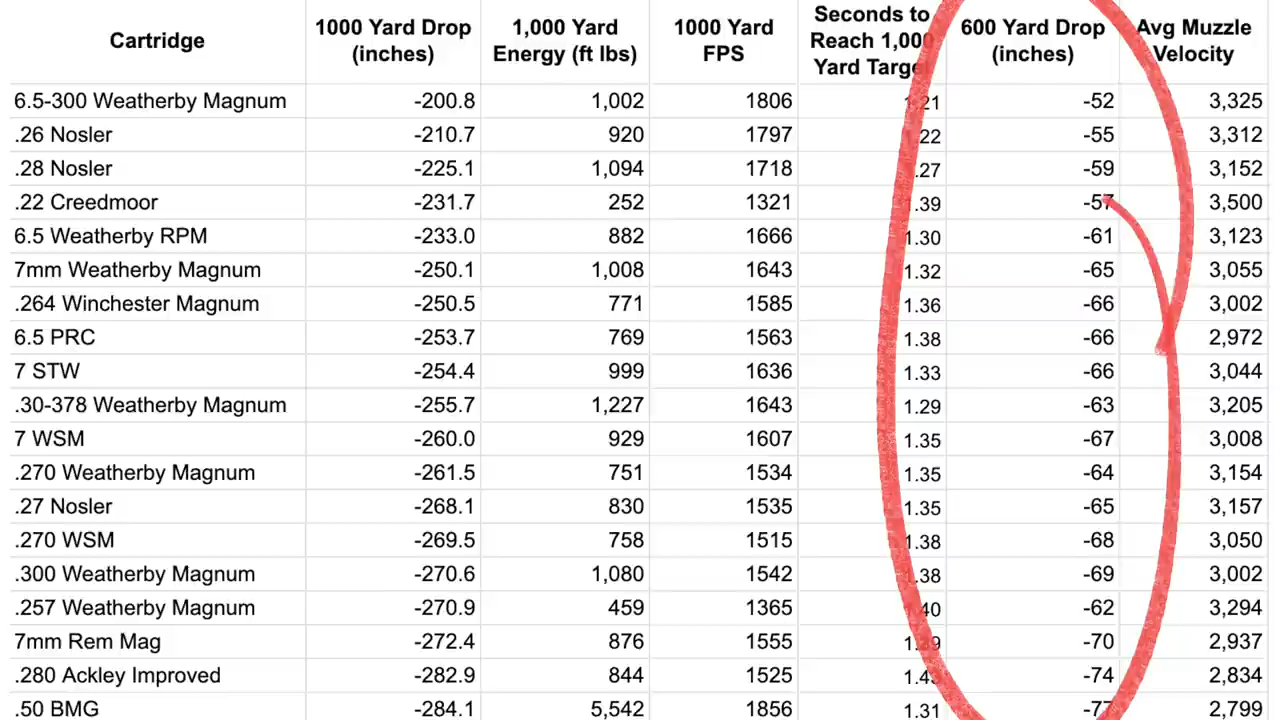 Cartridge 1000 Yard Drop (inches) 1,000 Yard Energy (ft lbs) 1000 Yard FPS Seconds to Reach 1,000 Yard Target 600 Yard Drop (inches) Avg Muzzle Velocity
6.5-300 Weatherby Magnum -200.8 1,002 1806 1.21 -52 3,325
.26 Nosler -210.7 920 1797 1.22 -55 3,312
.28 Nosler -225.1 1,094 1718 1.27 -59 3,152
.22 Creedmoor -231.7 252 1321 1.39 -57 3,500
6.5 Weatherby RPM -233.0 882 1666 1.30 -61 3,123
7mm Weatherby Magnum -250.1 1,008 1643 1.32 -65 3,055
.264 Winchester Magnum -250.5 771 1585 1.36 -66 3,002
6.5 PRC -253.7 769 1563 1.38 -66 2,972
7 STW -254.4 999 1636 1.33 -66 3,044
.30-378 Weatherby Magnum -255.7 1,227 1643 1.29 -63 3,205
7 WSM -260.0 929 1607 1.35 -67 3,008
.270 Weatherby Magnum -261.5 751 1534 1.35 -64 3,154
.27 Nosler -268.1 830 1535 1.35 -65 3,157
.270 WSM -269.5 758 1515 1.38 -68 3,050
.300 Weatherby Magnum -270.6 1,080 1542 1.38 -69 3,002
.257 Weatherby Magnum -270.9 459 1365 1.40 -62 3,294
7mm Rem Mag -272.4 876 1555 -70 2,937
.280 Ackley Improved -282.9 844 1525 -74 2,834
.50 BMG -284.1 5,542 1856 1.31 -77 2,799